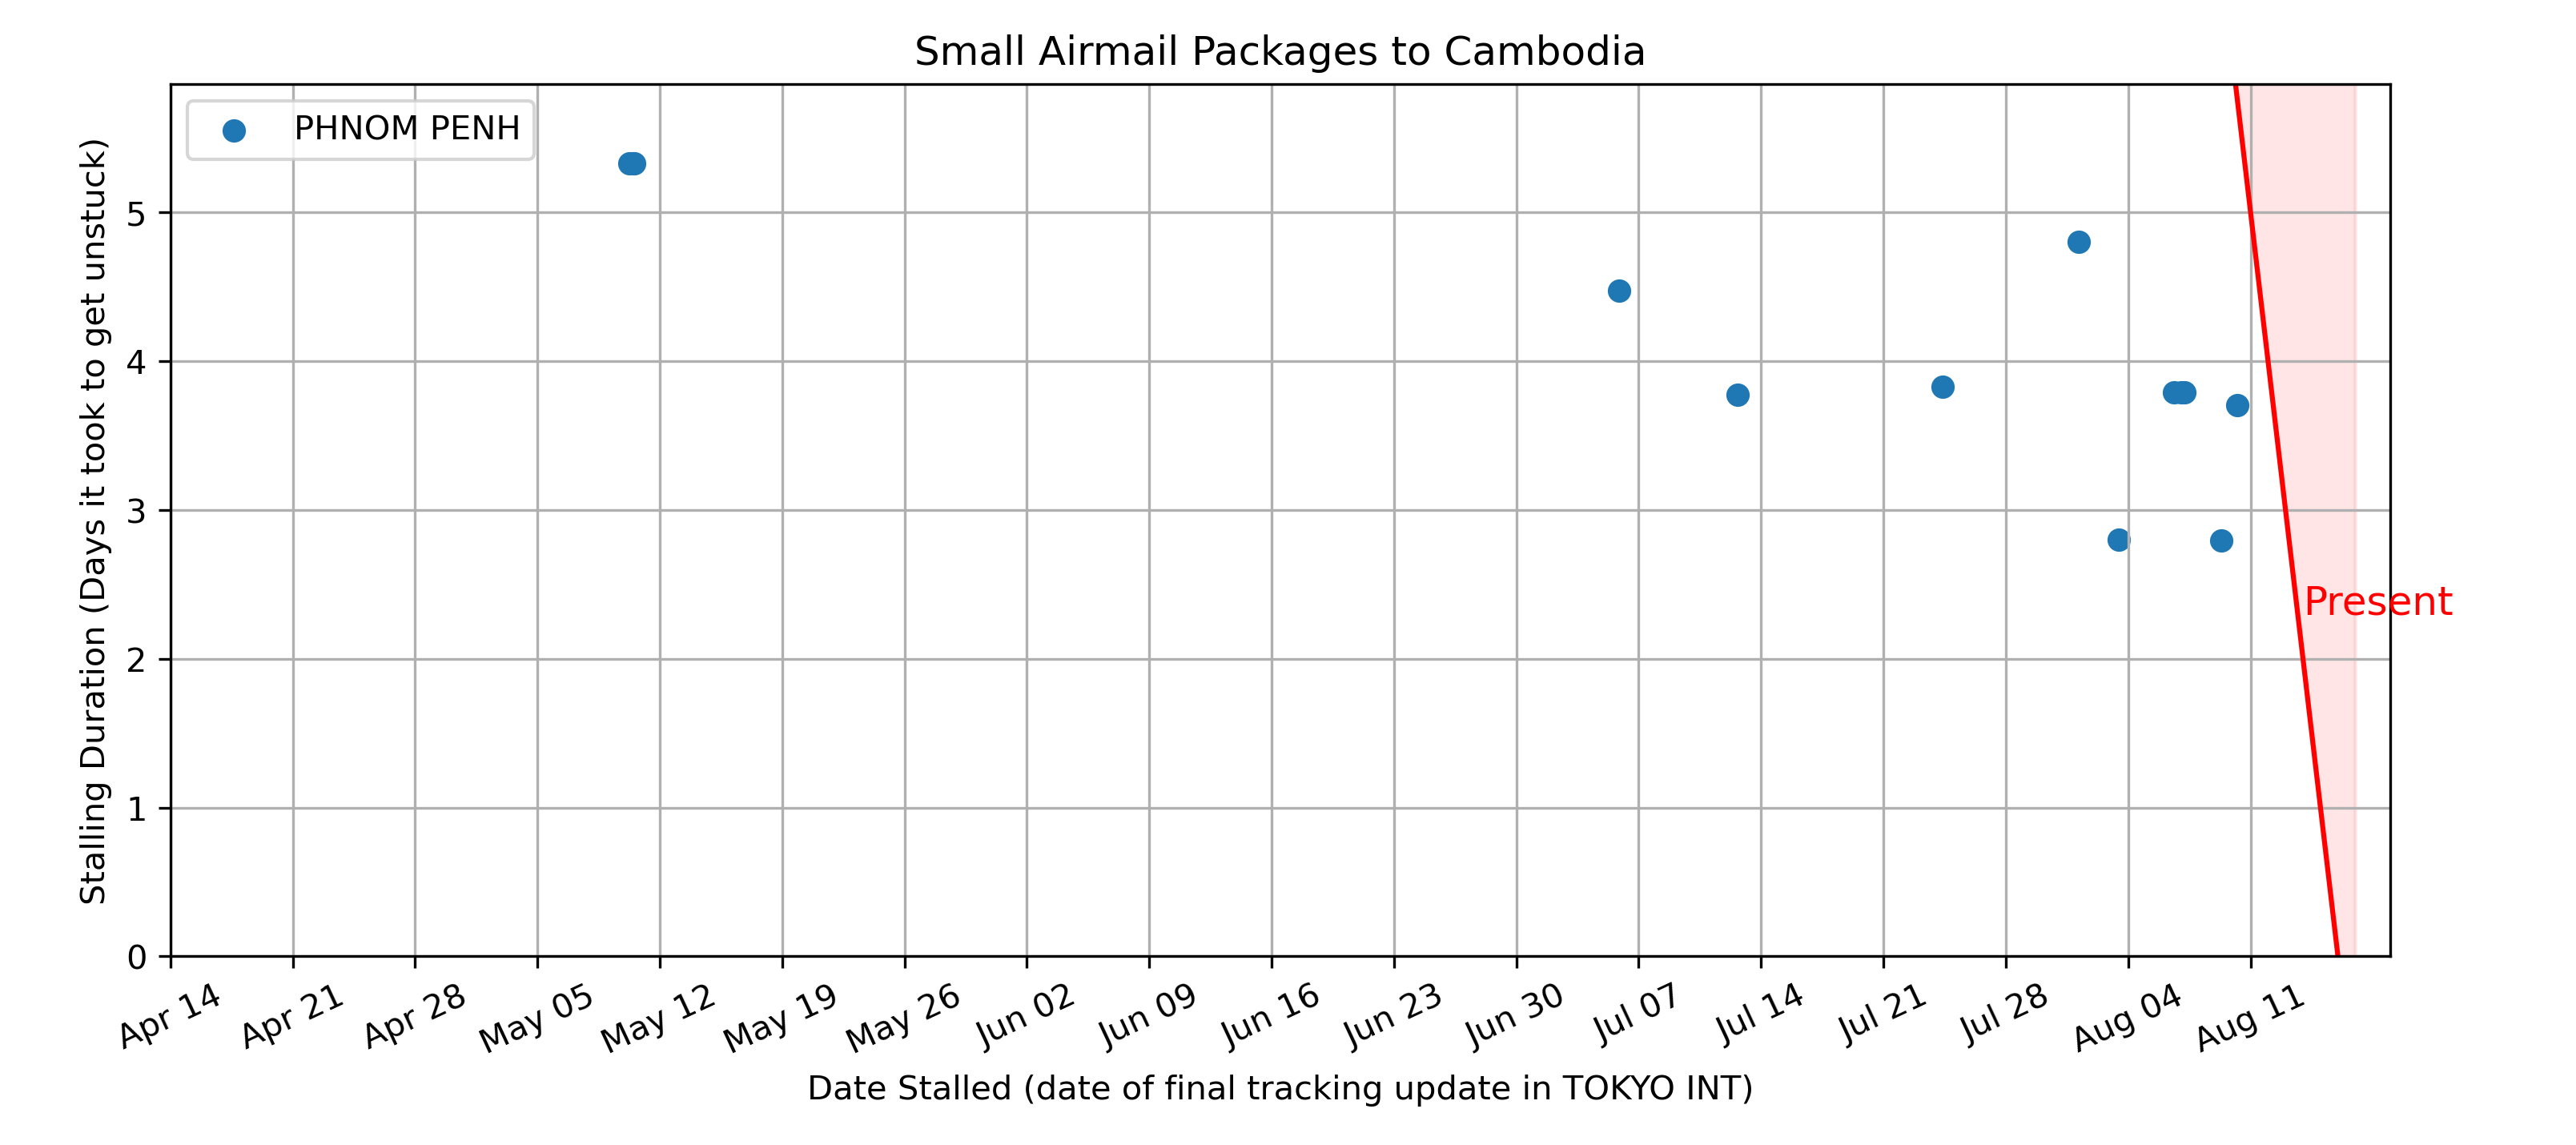 Small Airmail Packages to Cambodia
PHNOM PENH
Stalling Duration (Days it took to get unstuck)
5
4
3
2
1
0
Present
Apr 14
Apr 21
Apr 28
May 05
May 12
May 19
May 26
Jun 02
Jun 09
Jun 16
Jun 23
Jun 30
Jul 07
Jul 14
Jul 21
Jul 28
Aug 04
Aug 11
Date Stalled (date of final tracking update in TOKYO INT)